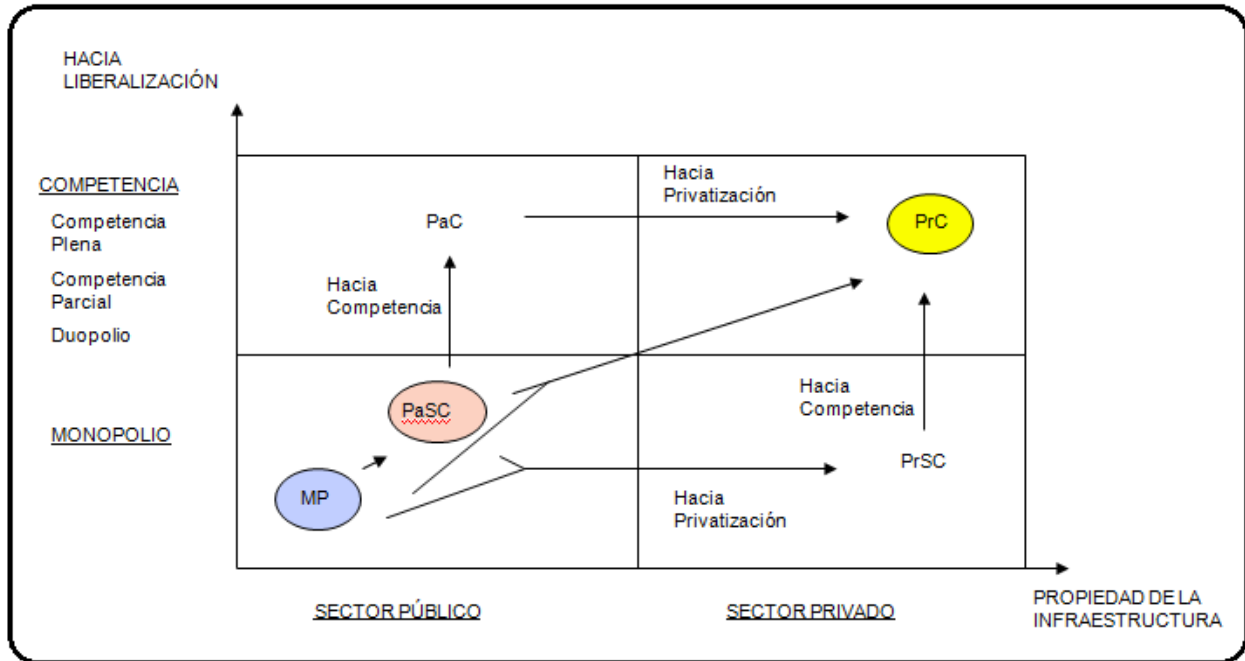 HACIA
LIBERALIZACIÓN
COMPETENCIA
Competencia
Plena
Competencia
Parcial
Duopolio
MONOPOLIO
Hacia
Privatización
PaC
PrC
Hacia
Competencia
PaSC
Hacia
Competencia
MP
PrSC
Hacia
Privatización
SECTOR PÚBLICO
SECTOR PRIVADO
PROPIEDAD DE LA
INFRAESTRUCTURA